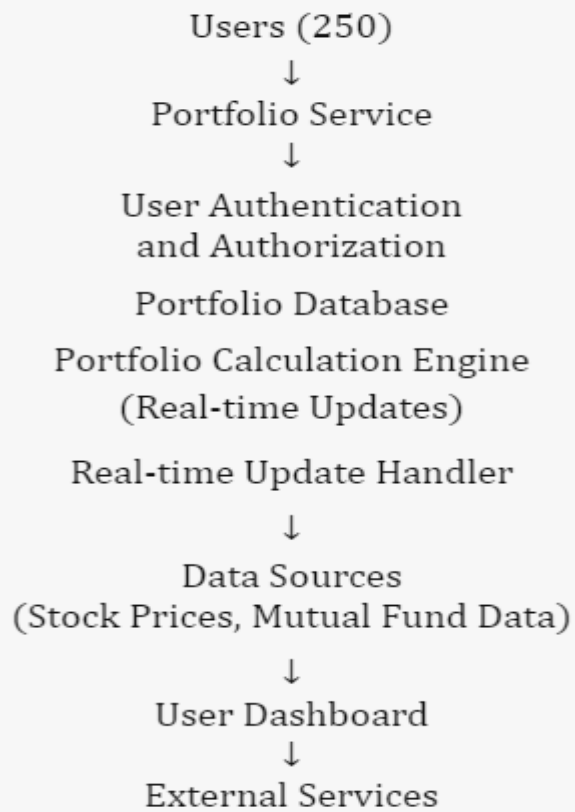 Users (250)
↓
Portfolio Service
↓
User Authentication
and Authorization
Portfolio Database
Portfolio Calculation Engine
(Real-time Updates)
Real-time Update Handler
↓
Data Sources
(Stock Prices, Mutual Fund Data)
↓
User Dashboard
↓
External Services